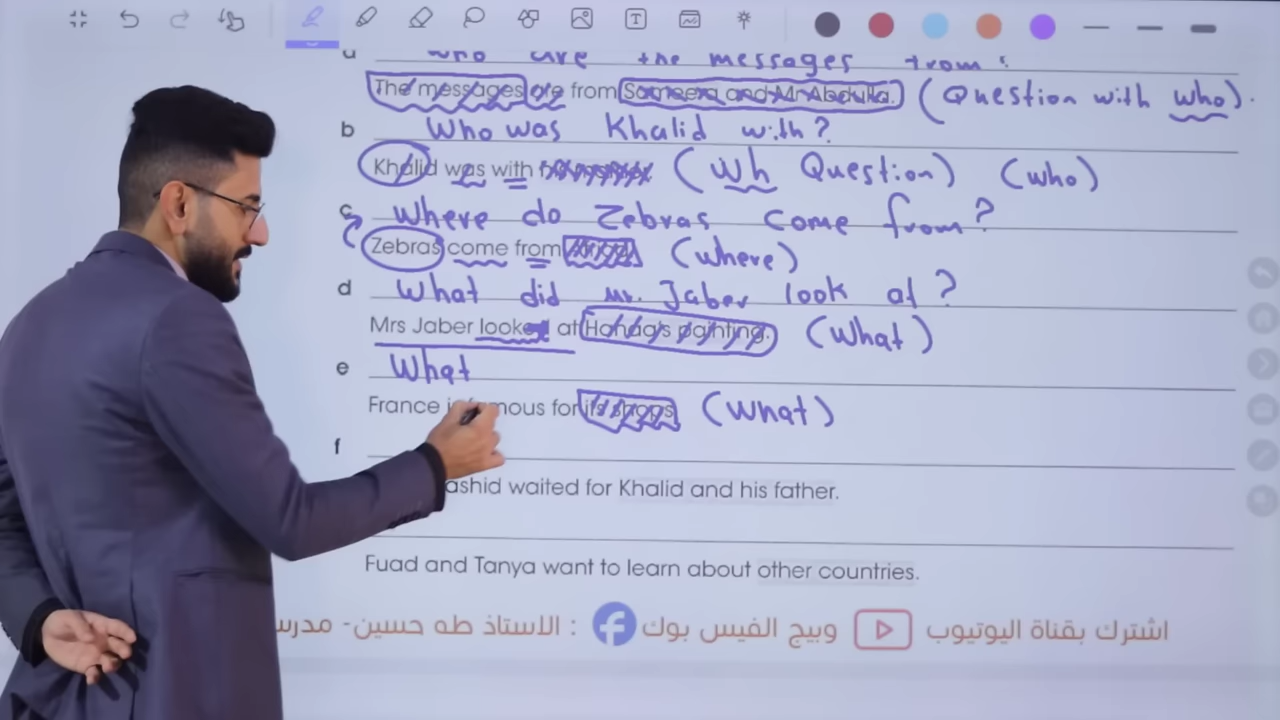 who are the messages from?
The messages are from Sameera and Mr Abdulla. (Question with who).
b Who was Khalid with?
Khalid was with (Wh Question) (who)
c Where do Zebras come from?
Zebras come from (where)
d What did Mr. Jaber look at?
Mrs Jaber looked at Honda's painting. (What)
e What
France is famous for its shops (What)
f
ashid waited for Khalid and his father.
Fuad and Tanya want to learn about other countries.
اشترك بقناة اليوتيوب وبيج الفيس بوك : الاستاذ طه حسين- مدرس